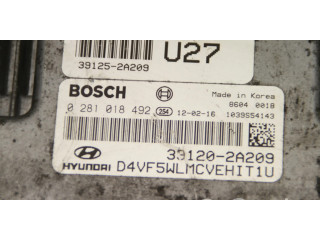 39125-2A209
U27
BOSCH
Made in Korea
8604 0018
0 281 018 492 254 12-02-16 1039S54143
39120-2A209
HYUNDAI D4VF5WLMCVEHIT1U